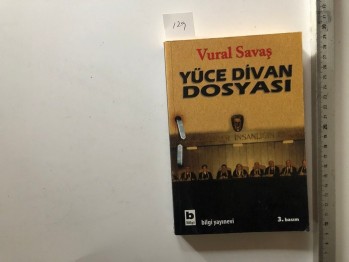 129
Vural Savaş
YÜCE DİVAN
DOSYASI
b
bilgi yayınevi
3. basım